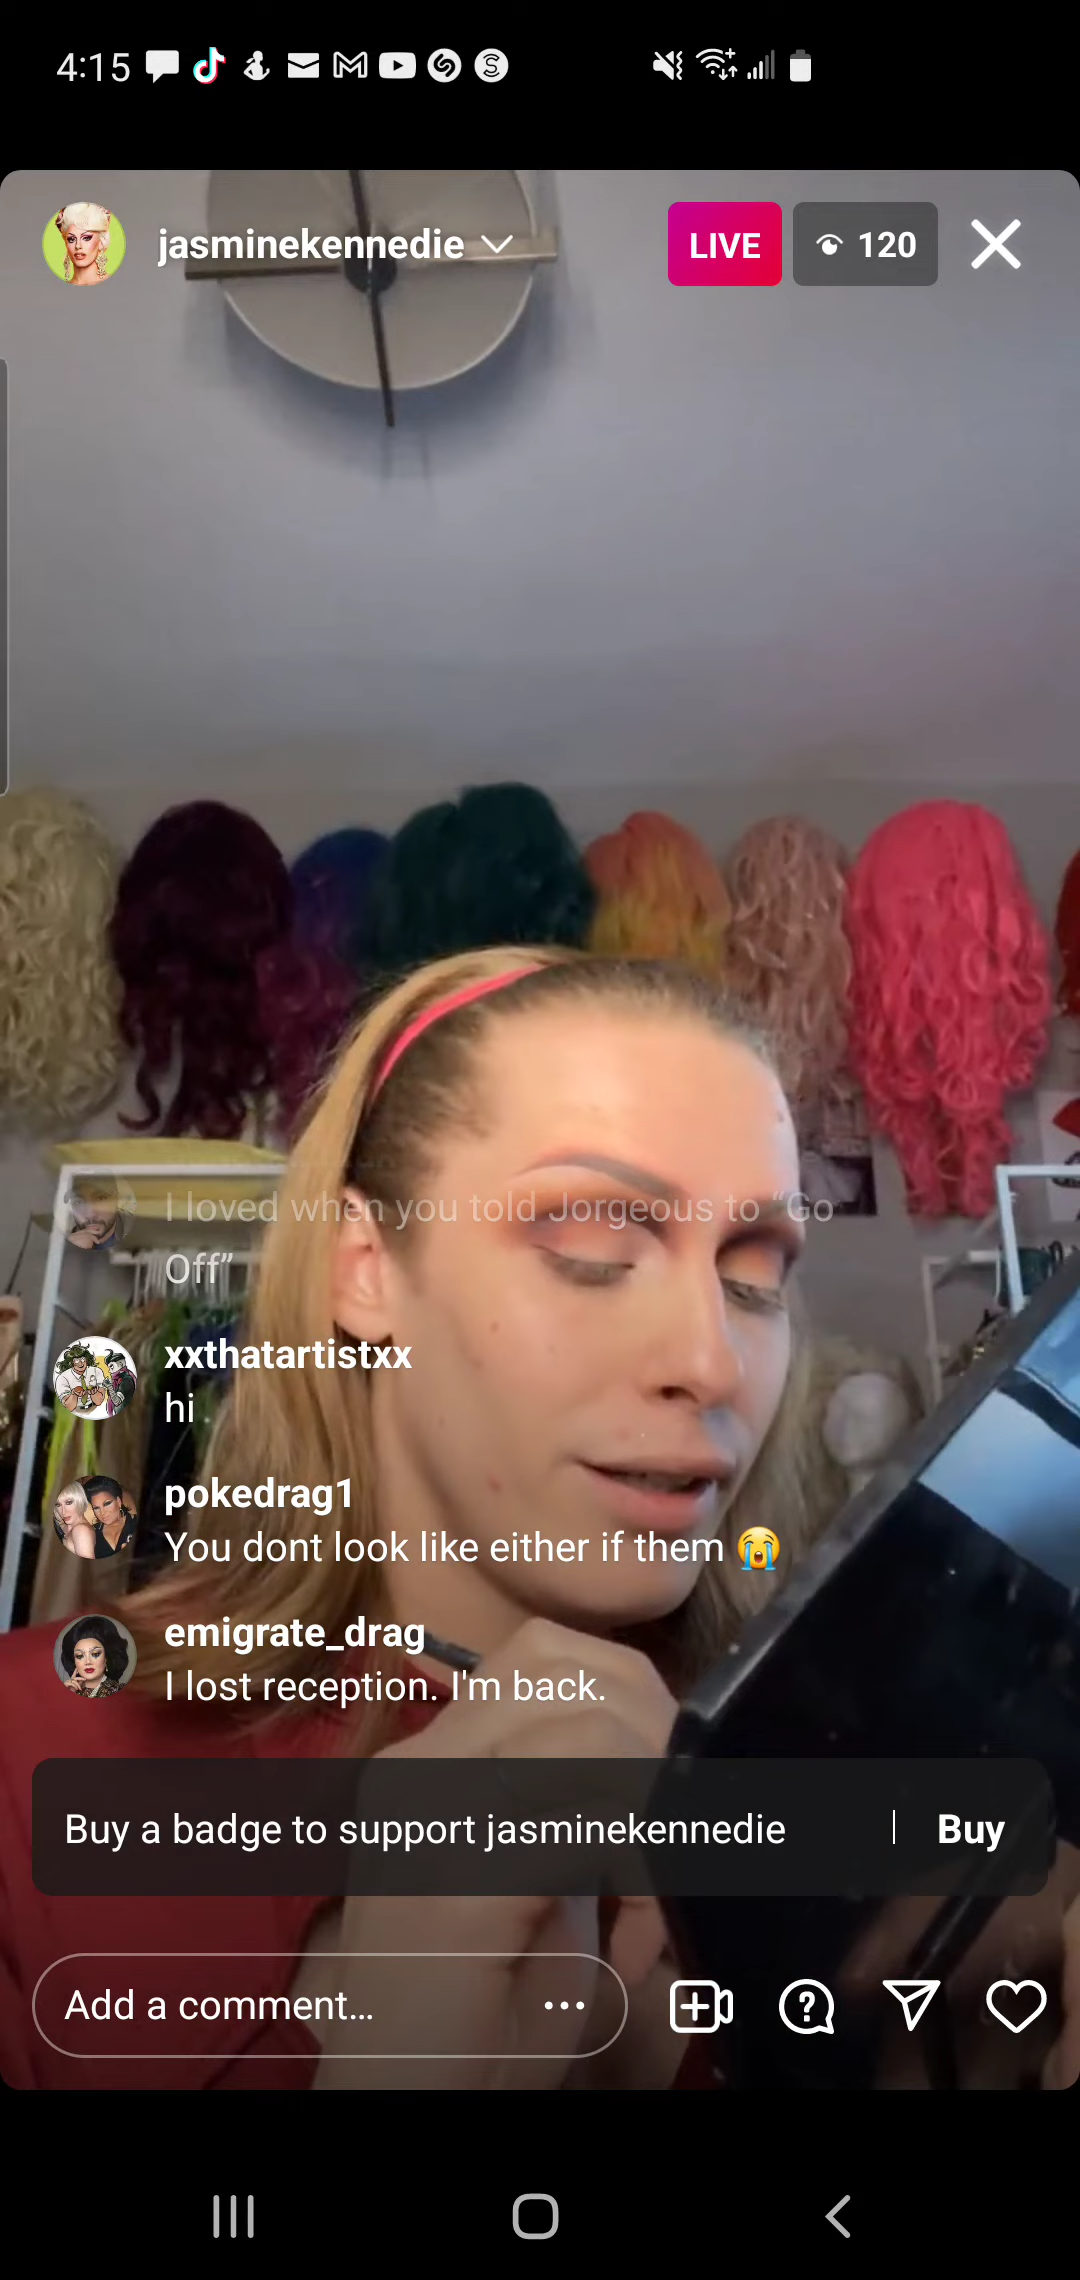 4:15
jasminekennedie
LIVE
120
I loved when you told Jorgeous to “Go
Off”
xxthatartistxx
hi
pokedrag1
You dont look like either if them 😭
emigrate_drag
I lost reception. I'm back.
Buy a badge to support jasminekennedie | Buy
Add a comment...